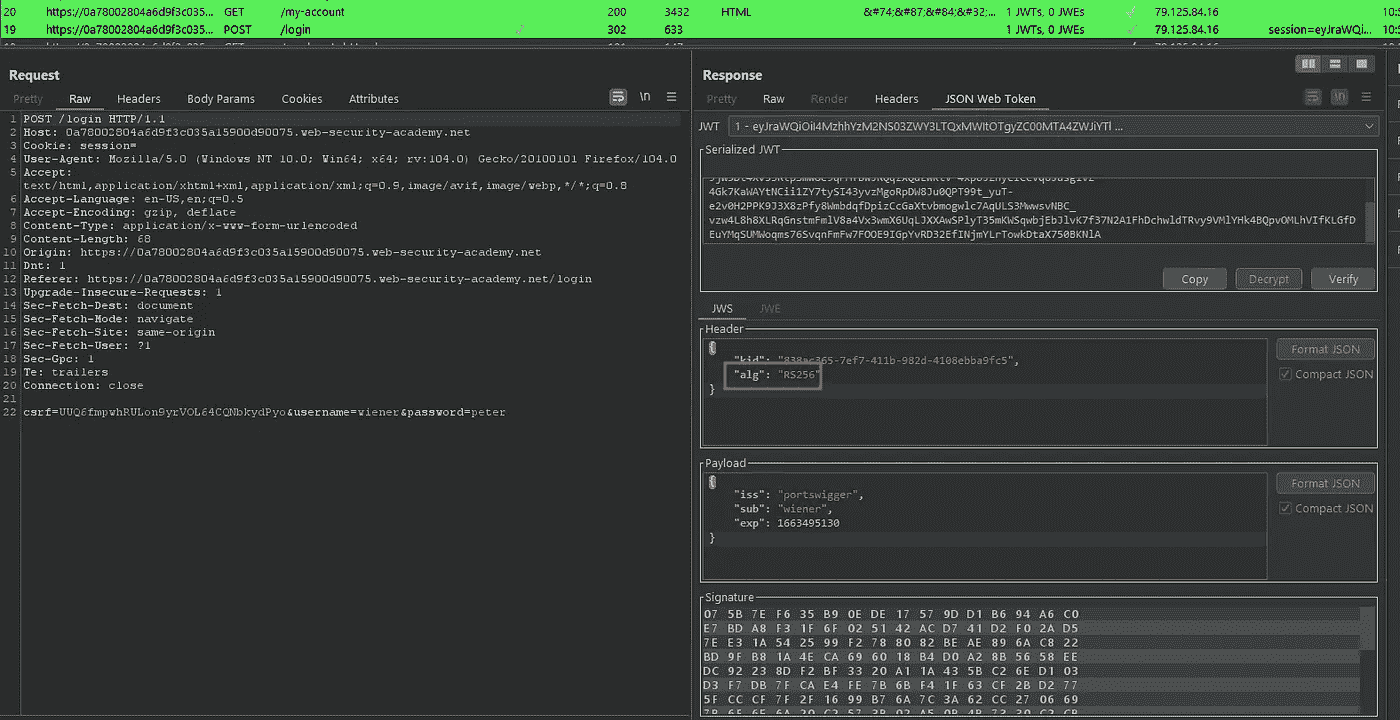 20 https://0a78002804a6d9f3c035... GET /my-account 200 3432 HTML &#74;&#87;&#84;&#32;... 1 JWTs, 0 JWEs ✓ 79.125.84.16 10:5
19 https://0a78002804a6d9f3c035... POST /login ✓ 302 633 1 JWTs, 0 JWEs ✓ 79.125.84.16 session=eyJraWQi... 10:5
Request
Pretty Raw Headers Body Params Cookies Attributes \n
1 POST /login HTTP/1.1
2 Host: 0a78002804a6d9f3c035a15900d90075.web-security-academy.net
3 Cookie: session=
4 User-Agent: Mozilla/5.0 (Windows NT 10.0; Win64; x64; rv:104.0) Gecko/20100101 Firefox/104.0
5 Accept:
text/html,application/xhtml+xml,application/xml;q=0.9,image/avif,image/webp,*/*;q=0.8
6 Accept-Language: en-US,en;q=0.5
7 Accept-Encoding: gzip, deflate
8 Content-Type: application/x-www-form-urlencoded
9 Content-Length: 68
10 Origin: https://0a78002804a6d9f3c035a15900d90075.web-security-academy.net
11 Dnt: 1
12 Referer: https://0a78002804a6d9f3c035a15900d90075.web-security-academy.net/login
13 Upgrade-Insecure-Requests: 1
14 Sec-Fetch-Dest: document
15 Sec-Fetch-Mode: navigate
16 Sec-Fetch-Site: same-origin
17 Sec-Fetch-User: ?1
18 Sec-Gpc: 1
19 Te: trailers
20 Connection: close
21
22 csrf=UUQ6fmpwhRULon9yrVOL64CQNbkydPyo&username=wiener&password=peter
Response
Pretty Raw Render Headers JSON Web Token \n
JWT 1 - eyJraWQiOiI4MzhhYzM2NS03ZWY3LTQxMWItOTgyZC00MTA4ZWJiYTl ...
Serialized JWT
4Gk7KaWAYtNCii1ZY7tySI43yvzMgoRpDW8Ju0QPT99t_yuT-
e2v0H2PPK9J3X8zPfy8WmbdqfDpizCcGaXtvbmogwlc7AqULS3MwwsvNBC_
vzw4L8h8XLRqGnstmFmlV8a4Vx3wmX6UqLJXXAwSPlyT35mKWSqwbjEbJlvK7f37N2A1FhDchwldTRvy9VMlYHk4BQpvOMLhVIfKLGfD
EuYMqSUMWoqms76SvqnFmFw7FOOE9IGpYvRD32EfINjmYLrTowkDtaX750BKNlA
Copy Decrypt Verify
JWS JWE
Header
{
"kid": "838ac365-7ef7-411b-982d-4108ebba9fc5",
"alg": "RS256"
}
Format JSON
Compact JSON
Payload
{
"iss": "portswigger",
"sub": "wiener",
"exp": 1663495130
}
Format JSON
Compact JSON
Signature
07 5B 7E F6 35 B9 0E DE 17 57 9D D1 B6 94 A6 C0
E7 BD A8 F3 1F 6F 02 51 42 AC D7 41 D2 F0 2A D5
7E E3 1A 54 25 99 F2 78 80 82 BE AE 89 6A C8 22
BD 9F B8 1A 4E CA 69 60 18 B4 D0 A2 8B 56 58 EE
DC 92 23 8D F2 BF 33 20 A1 1A 43 5B C2 6E D1 03
D3 F7 DB 7F CA E4 FE 7B 6B F4 1F 63 CF 2B D2 77
5F CC CF 7F 2F 16 99 B7 6A 7C 3A 62 CC 27 06 69